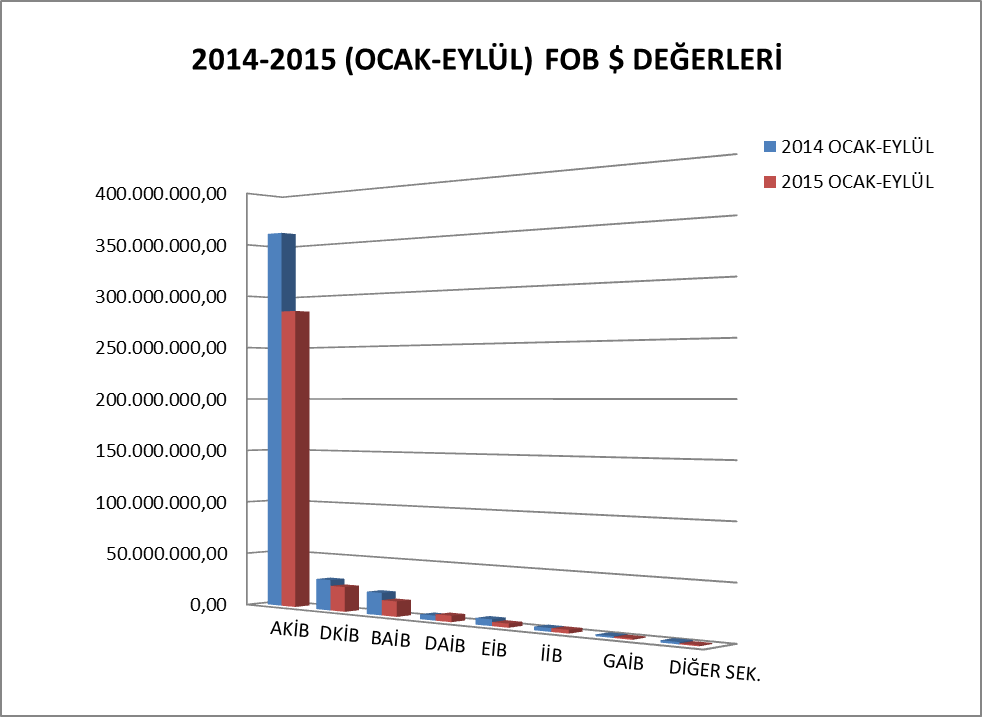 2014-2015 (OCAK-EYLÜL) FOB $ DEĞERLERİ
2014 OCAK-EYLÜL
2015 OCAK-EYLÜL
400.000.000,00
350.000.000,00
300.000.000,00
250.000.000,00
200.000.000,00
150.000.000,00
100.000.000,00
50.000.000,00
0,00
AKİB DKİB BAİB DAİB EİB İİB GAİB DİĞER SEK.